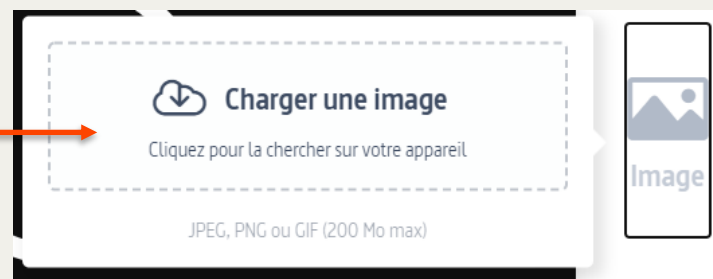 Charger une image
Cliquez pour la chercher sur votre appareil
JPEG, PNG ou GIF (200 Mo max)
Image